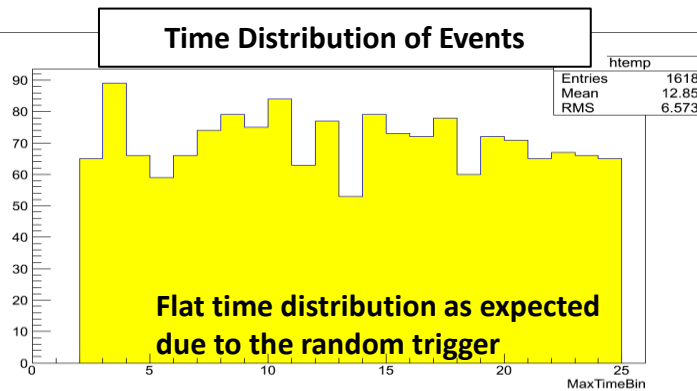 Time Distribution of Events
htemp
Entries 1618
Mean 12.85
RMS 6.573
90
80
70
60
50
40
30
20
10
0
Flat time distribution as expected
due to the random trigger
0 5 10 15 20 25
MaxTimeBin